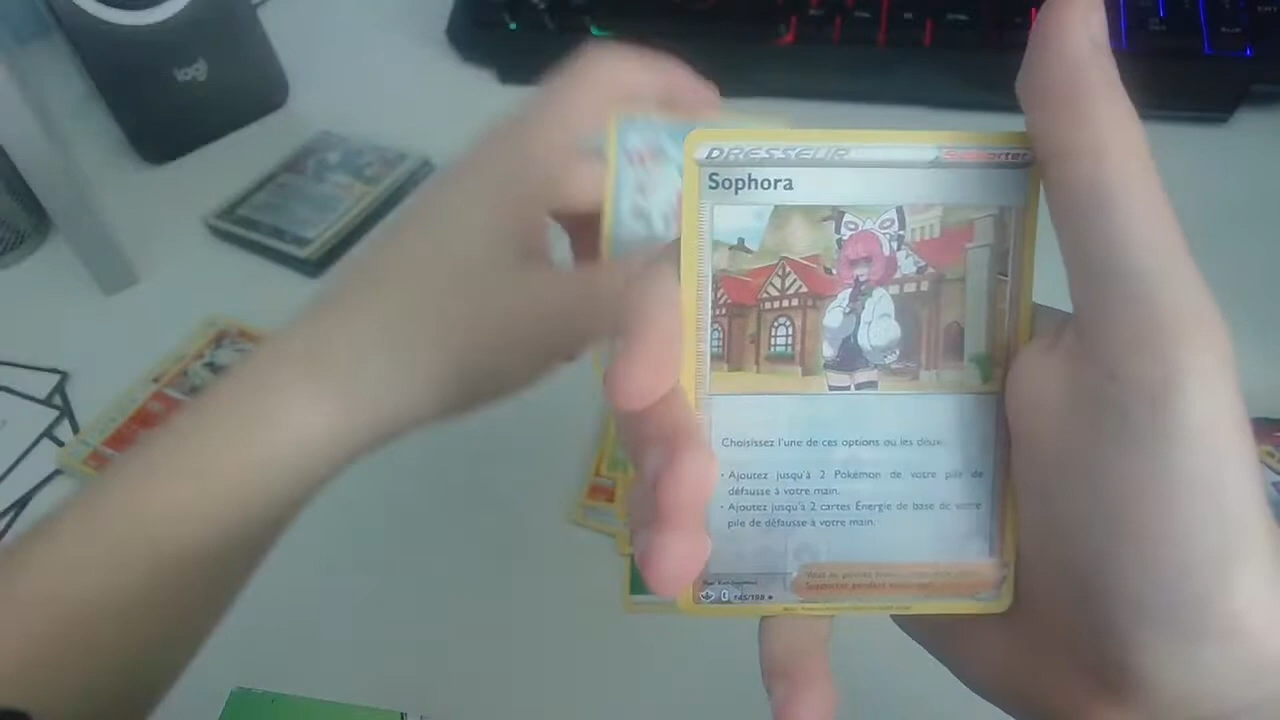 logi
DRESSEUR
Supporter
Sophora
Choisissez l'une de ces options ou les deux.
• Ajoutez jusqu'à 2 Pokémon de votre pile de
défausse à votre main.
• Ajoutez jusqu'à 2 cartes Énergie de base de votre
pile de défausse à votre main.
145/198